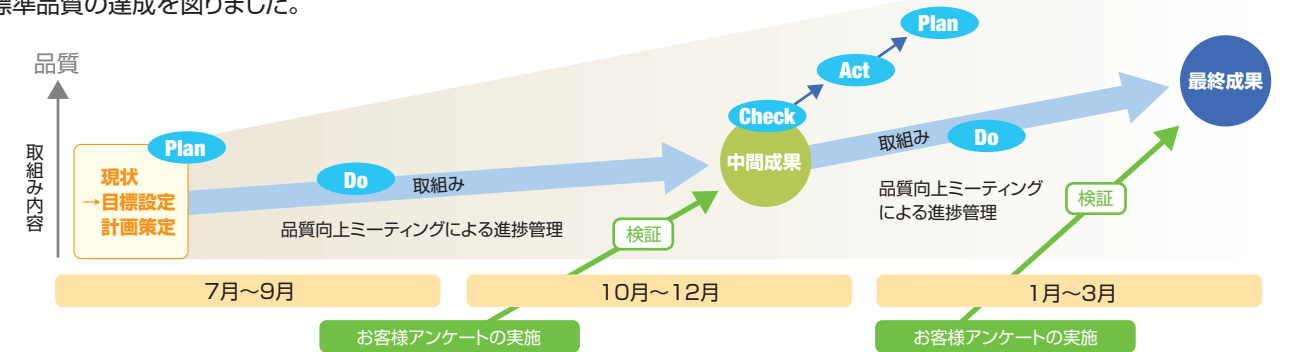 標準品質の達成を図りました。
品質
取組み内容
Plan
現状
→目標設定
計画策定
Do
取組み
品質向上ミーティングによる進捗管理
検証
Check
中間成果
Act
Plan
取組み
Do
品質向上ミーティング
による進捗管理
検証
最終成果
7月〜9月
10月〜12月
1月〜3月
お客様アンケートの実施
お客様アンケートの実施